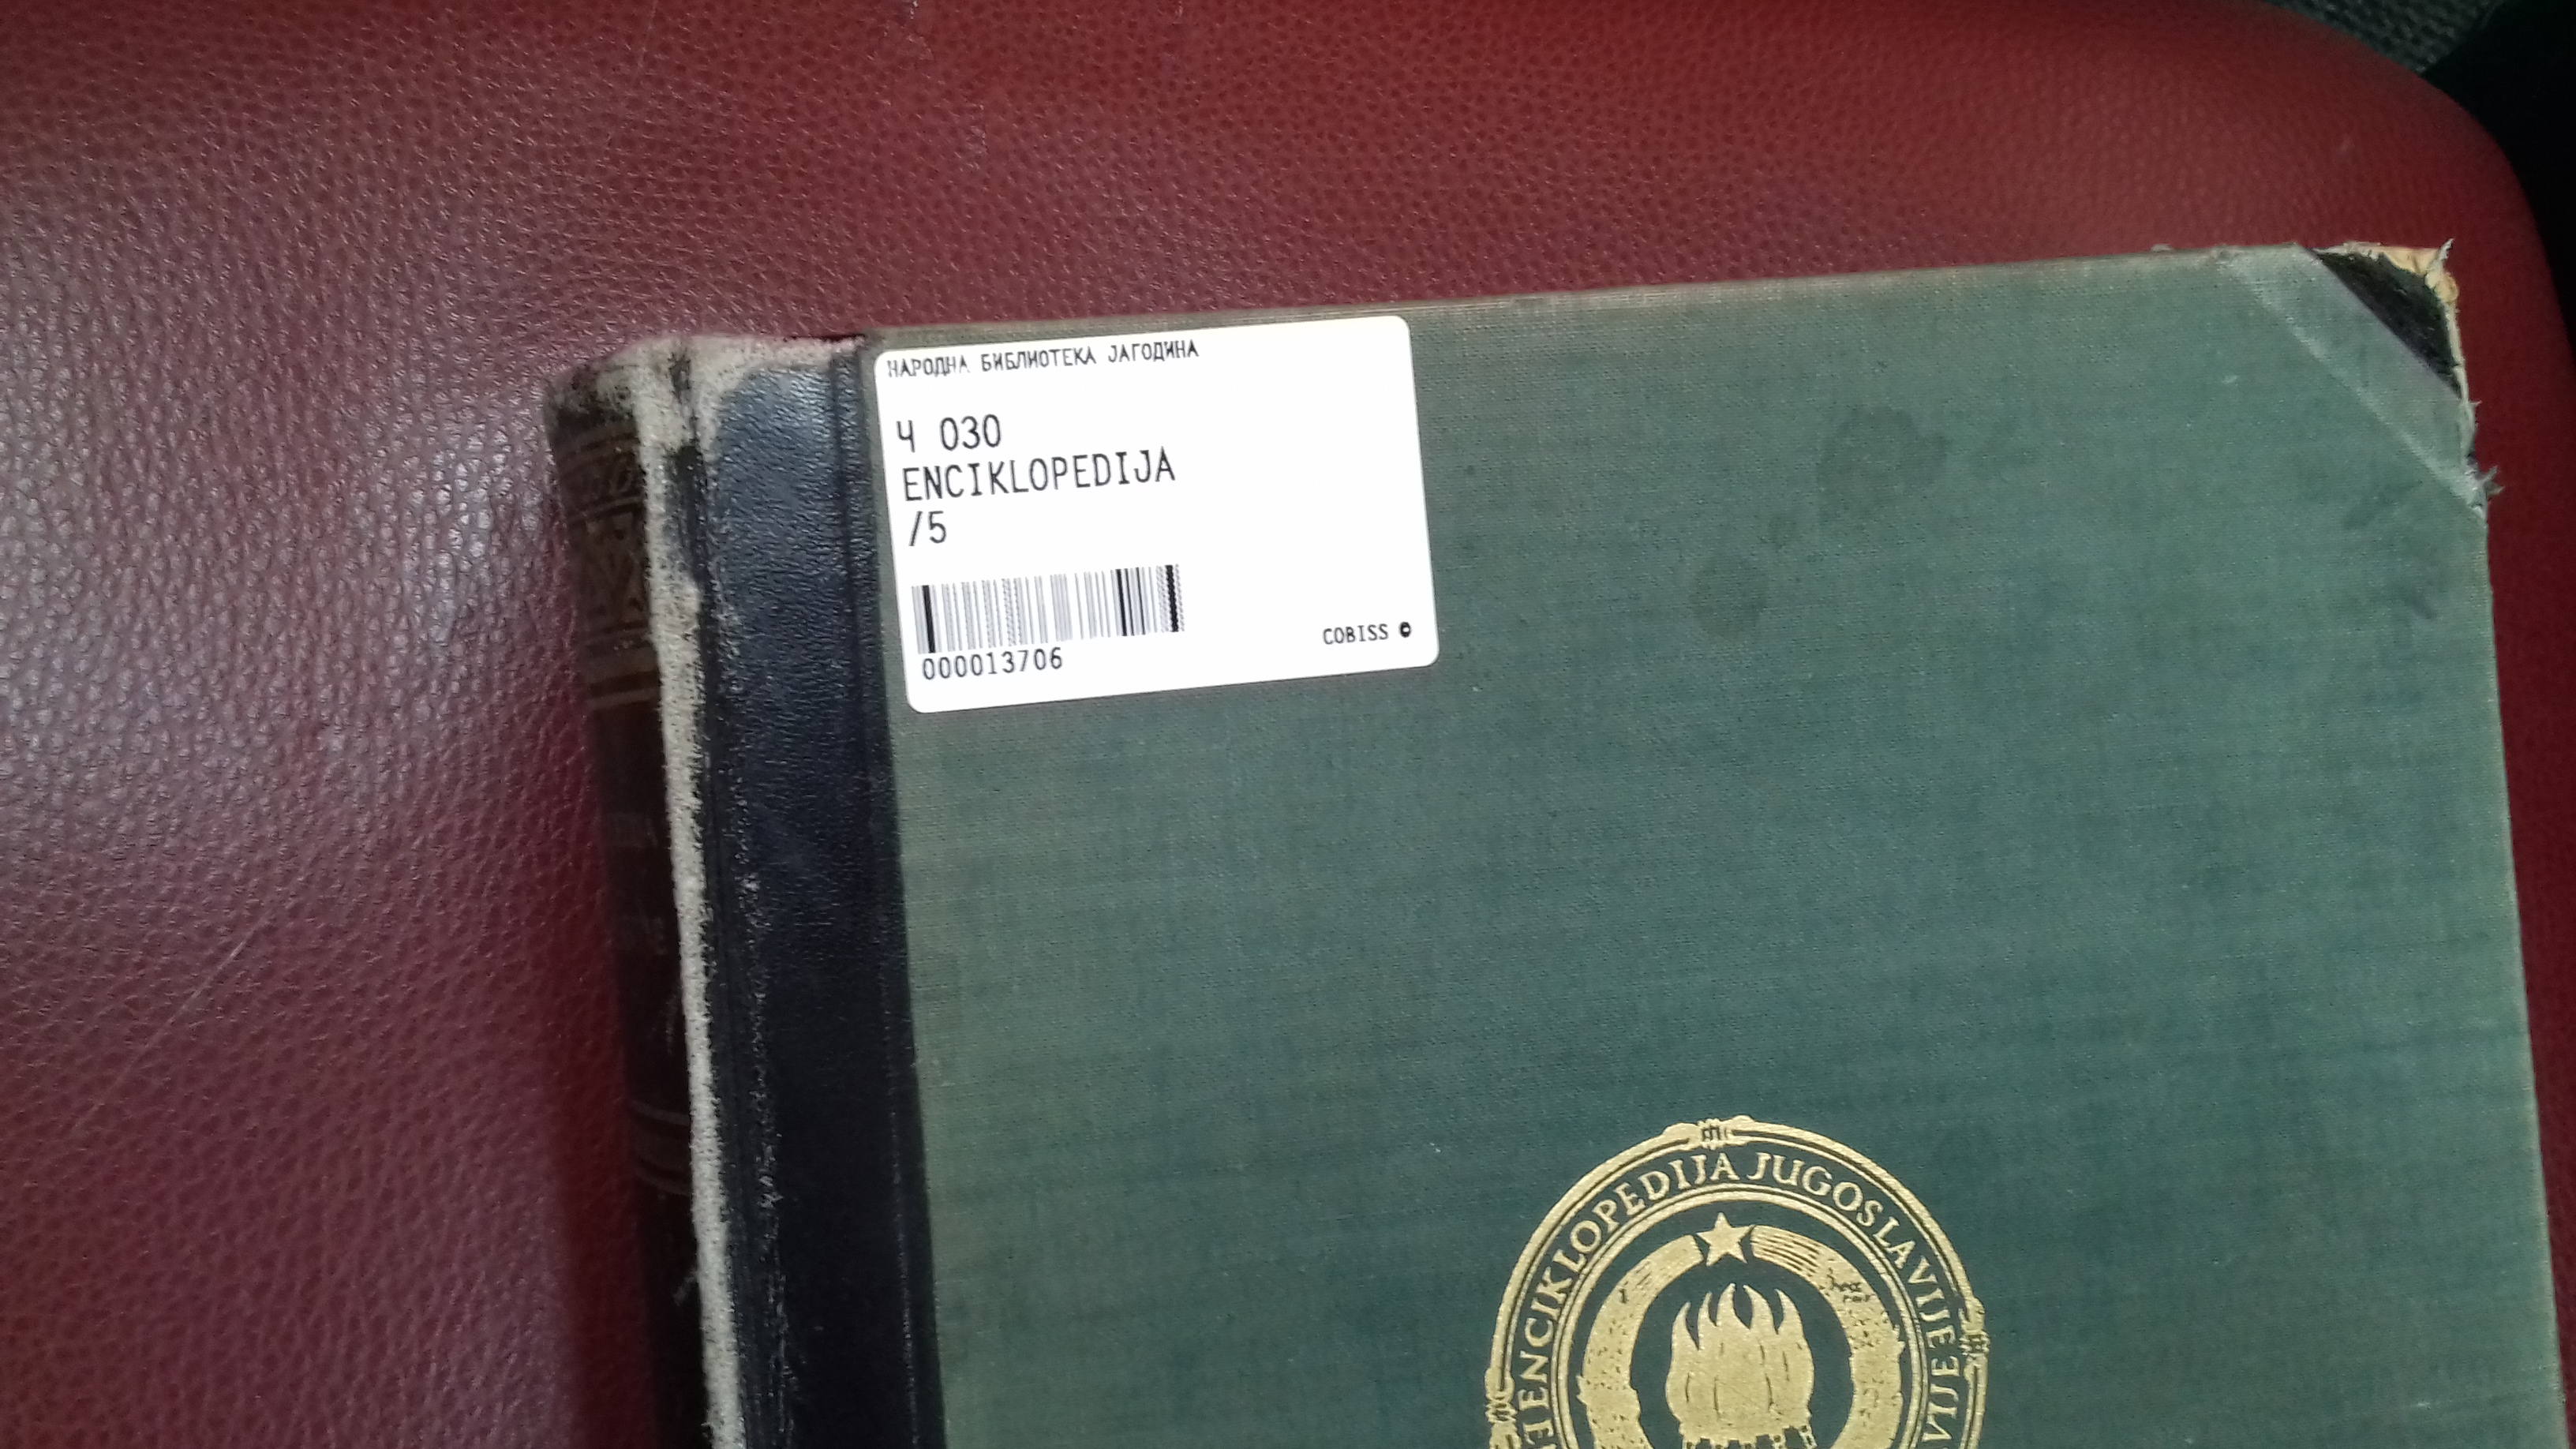 НАРОДНА БИБЛИОТЕКА ЈАГОДИНА
Ч 030
ENCIKLOPEDIJA
/5
000013706
COBISS
ENCIKLOPEDIJA JUGOSLAVIJE